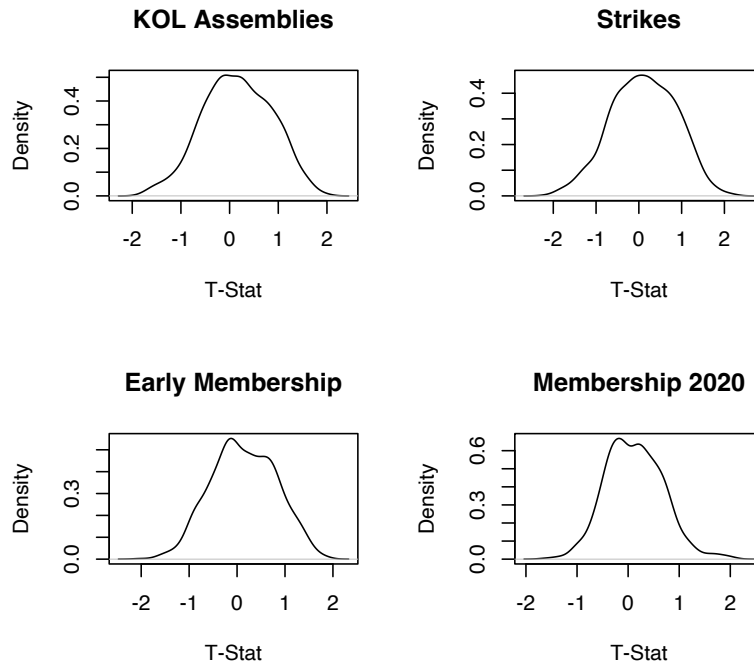 KOL Assemblies
Density
0.0 0.2 0.4
-2 -1 0 1 2
T-Stat
Strikes
Density
0.0 0.2 0.4
-2 -1 0 1 2
T-Stat
Early Membership
Density
0.0 0.3
-2 -1 0 1 2
T-Stat
Membership 2020
Density
0.0 0.3 0.6
-2 -1 0 1 2
T-Stat